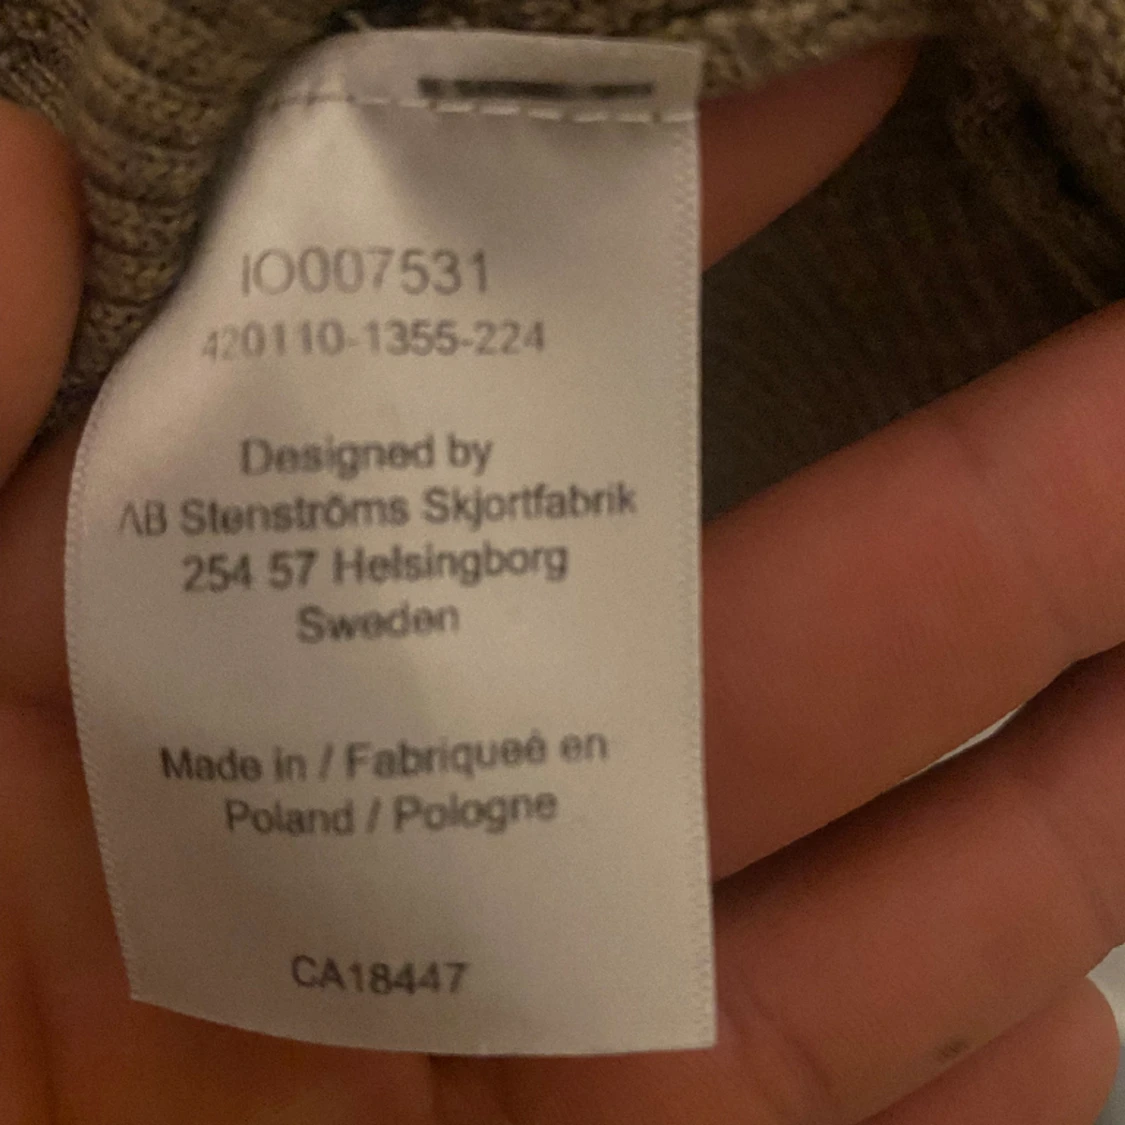 IO007531
420110-1355-224
Designed by
AB Stenströms Skjortfabrik
254 57 Helsingborg
Sweden
Made in / Fabriqueê en
Poland / Pologne
CA18447